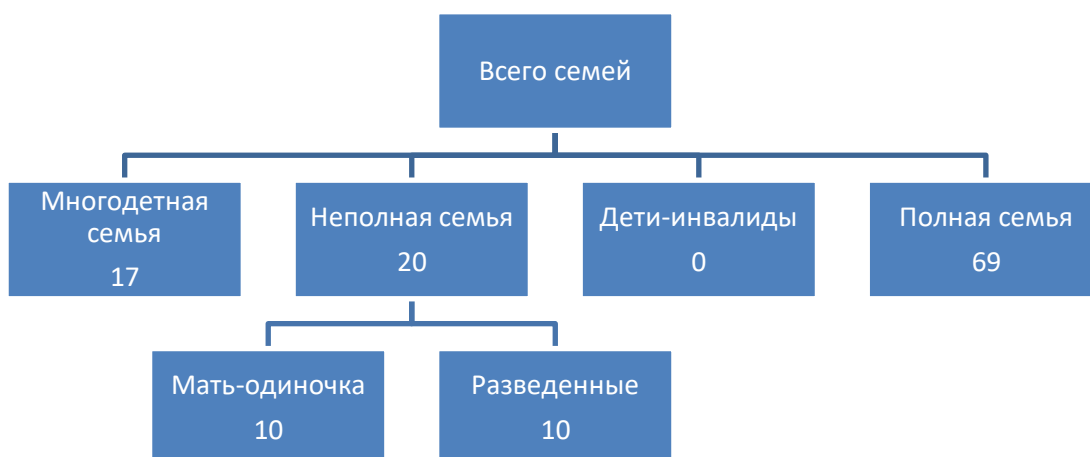 Всего семей
Многодетная
семья
17
Неполная семья
20
Дети-инвалиды
0
Полная семья
69
Мать-одиночка
10
Разведенные
10